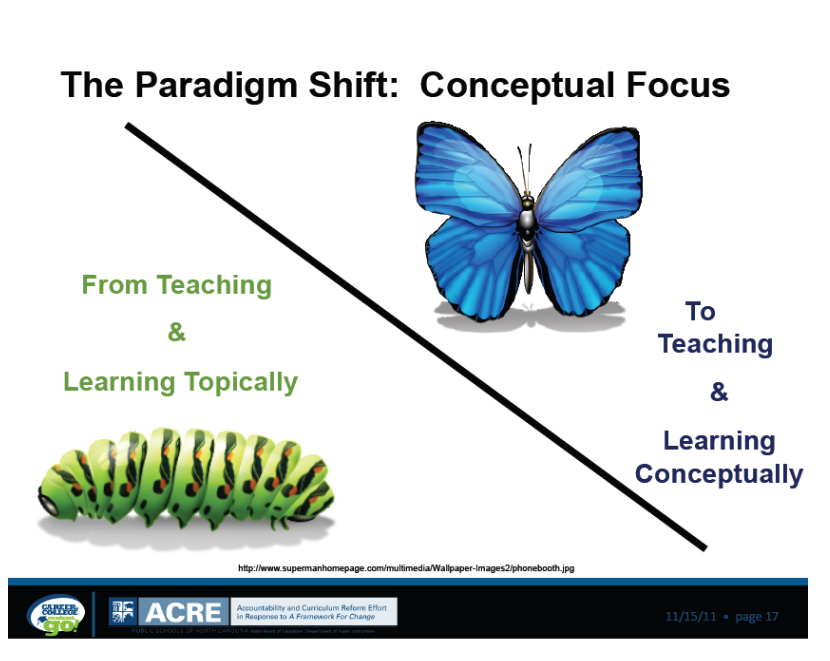 The Paradigm Shift:  Conceptual Focus
From Teaching
&
Learning Topically
To
Teaching
&
Learning
Conceptually
http://www.supermanhomepage.com/multimedia/Wallpaper-Images2/phonebooth.jpg
CAREER
COLLEGE
go!
ACRE
Accountability and Curriculum Reform Effort
in Response to A Framework For Change
PUBLIC SCHOOLS OF NORTH CAROLINA State Board of Education | Department of Public Instruction
11/15/11 • page 17